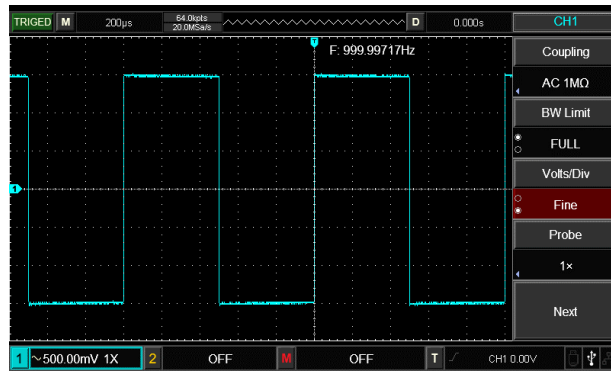 TRIGED M 200µs 64.0kpts D 0.000s CH1
20.0MSa/s
T
F: 999.99717Hz
Coupling
AC 1MΩ
BW Limit
FULL
Volts/Div
1
Fine
Probe
1×
Next
1 ~500.00mV 1X 2 OFF M OFF T CH1 0.00V